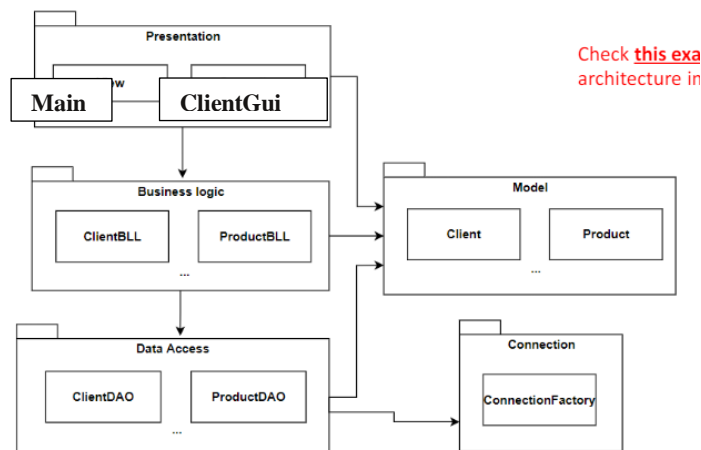 Presentation
Check this exa
architecture in
Main
ClientGui
Business logic
Model
ClientBLL
ProductBLL
Client
Product
...
...
Data Access
Connection
ClientDAO
ProductDAO
ConnectionFactory
...